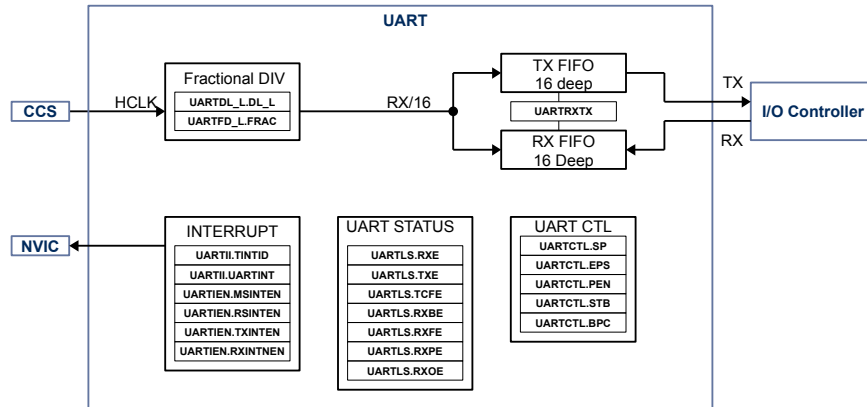 UART
Fractional DIV
UARTDL_L.DL_L
UARTFD_L.FRAC
CCS
HCLK
RX/16
TX FIFO
16 deep
UARTRXTX
RX FIFO
16 Deep
TX
RX
I/O Controller
NVIC
INTERRUPT
UARTII.TINTID
UARTII.UARTINT
UARTIEN.MSINTEN
UARTIEN.RSINTEN
UARTIEN.TXINTEN
UARTIEN.RXINTNEN
UART STATUS
UARTLS.RXE
UARTLS.TXE
UARTLS.TCFE
UARTLS.RXBE
UARTLS.RXFE
UARTLS.RXPE
UARTLS.RXOE
UART CTL
UARTCTL.SP
UARTCTL.EPS
UARTCTL.PEN
UARTCTL.STB
UARTCTL.BPC